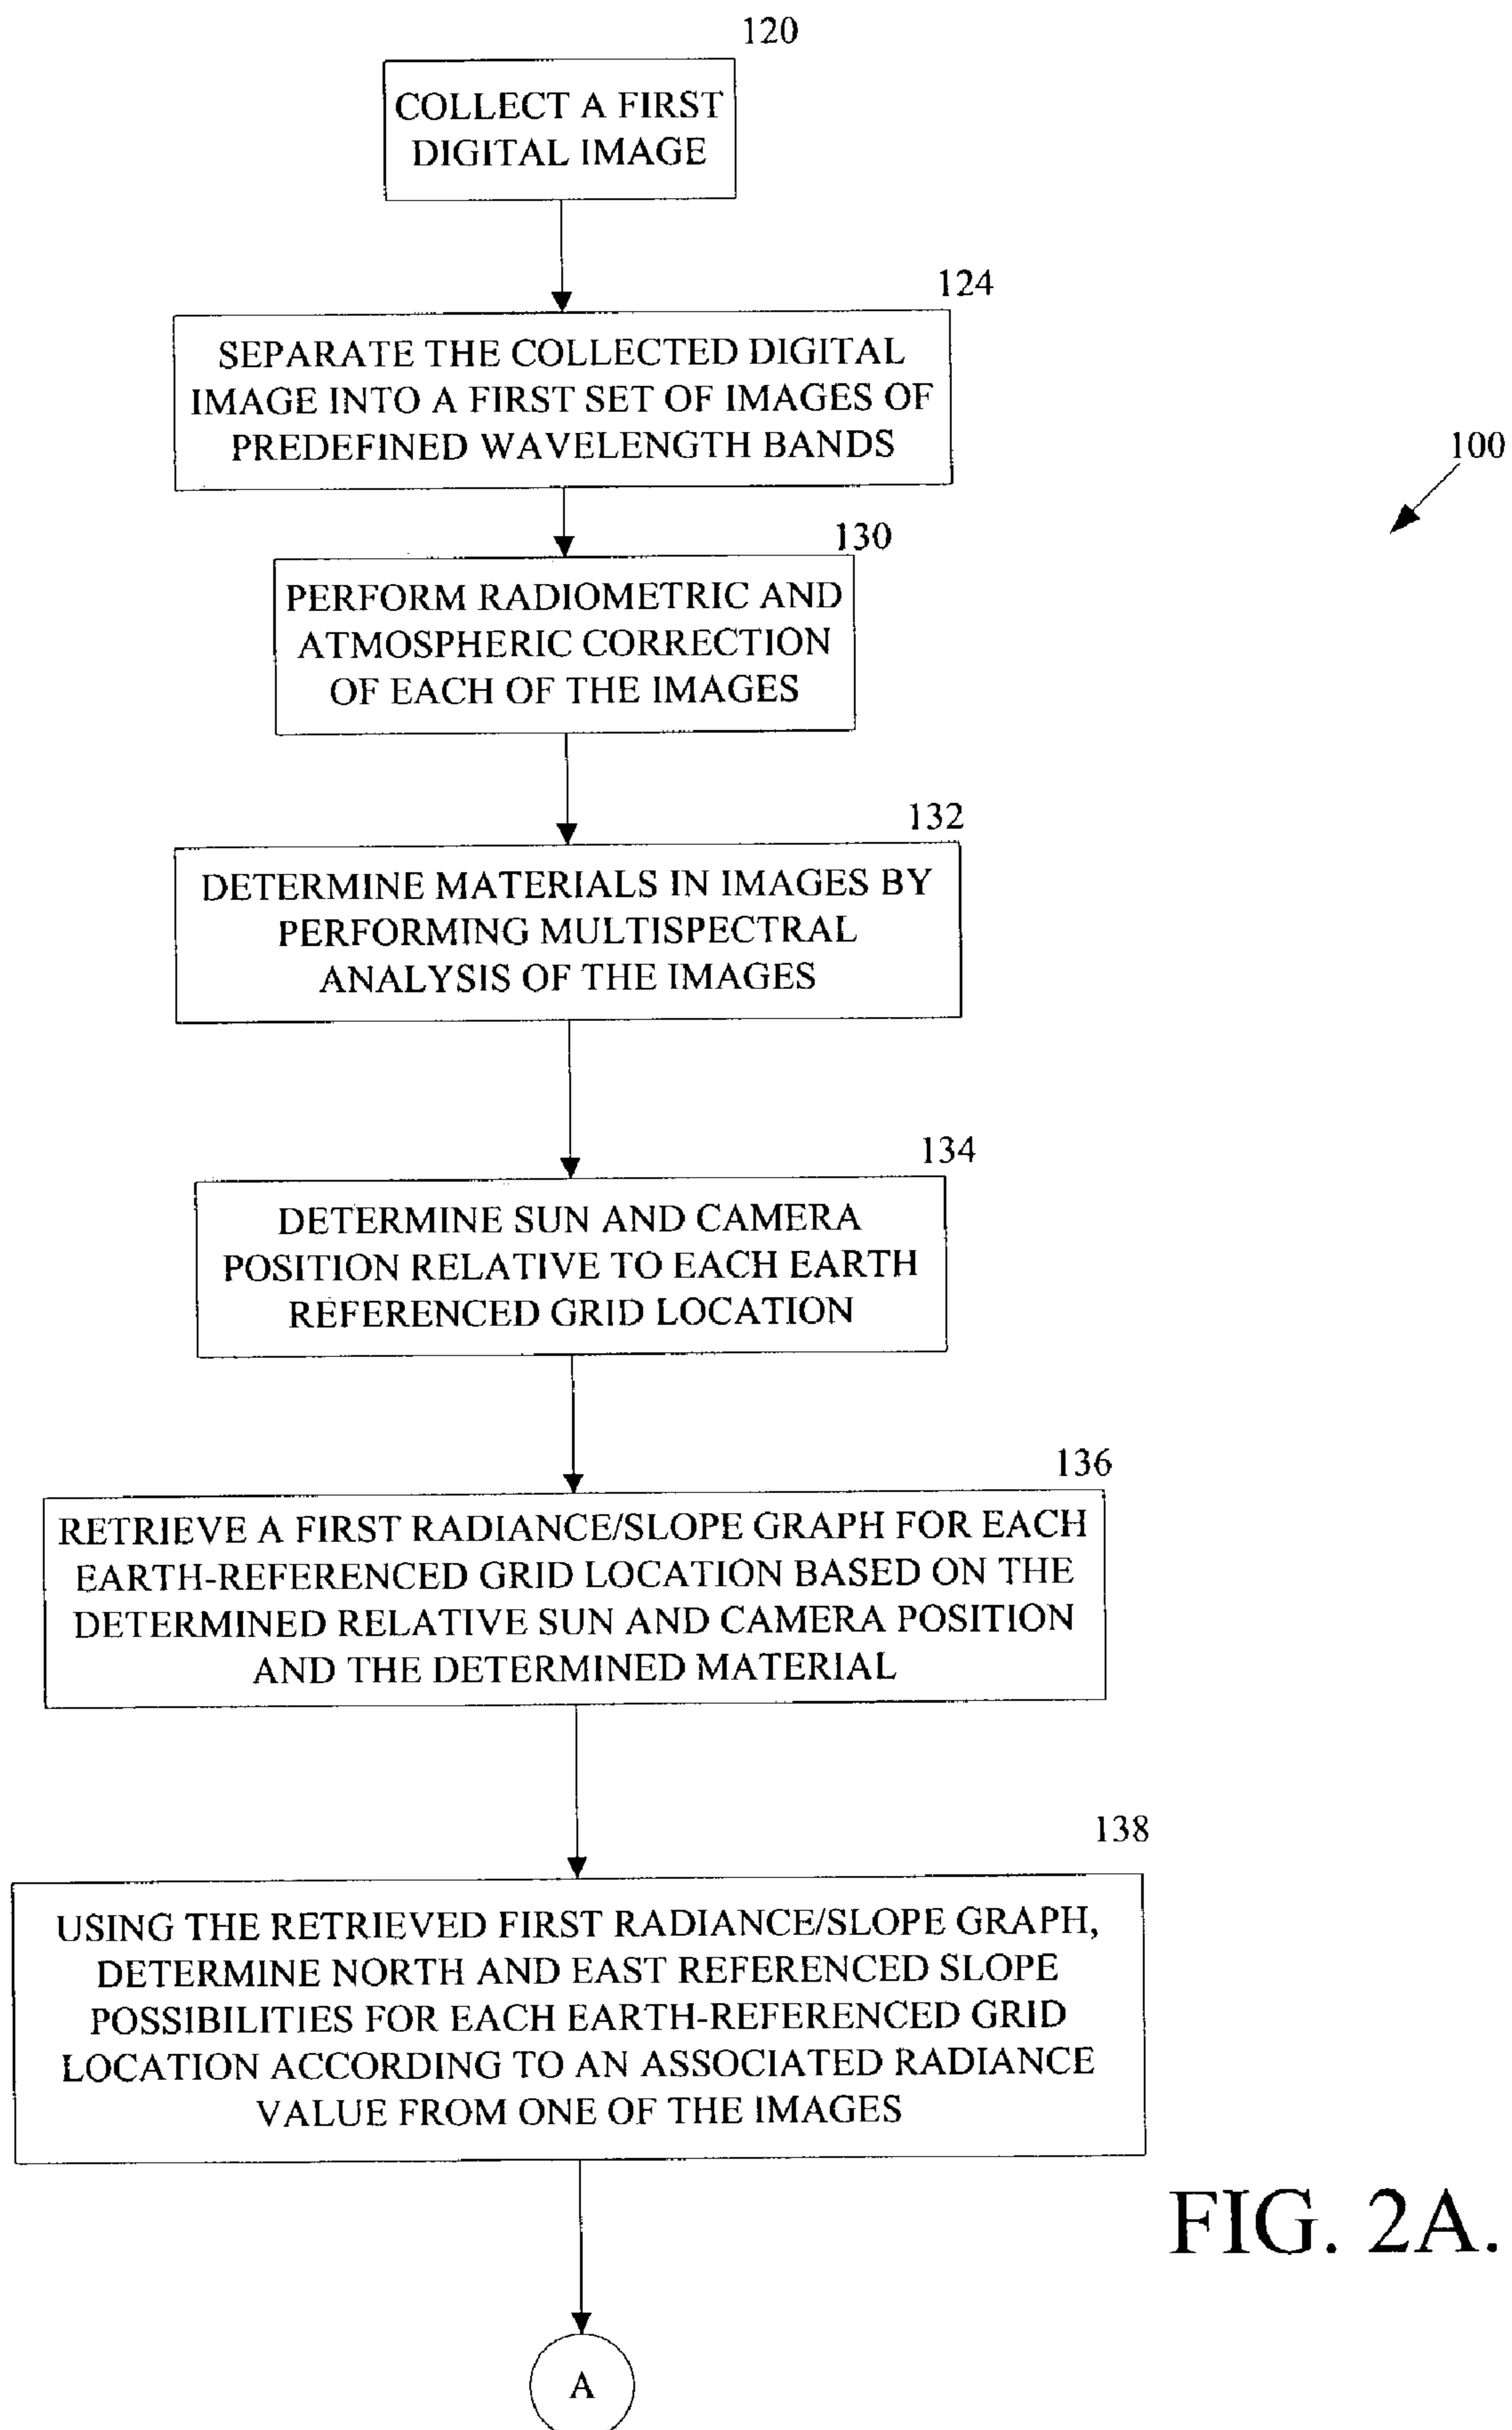 120
COLLECT A FIRST
DIGITAL IMAGE
124
SEPARATE THE COLLECTED DIGITAL
IMAGE INTO A FIRST SET OF IMAGES OF
PREDEFINED WAVELENGTH BANDS
100
130
PERFORM RADIOMETRIC AND
ATMOSPHERIC CORRECTION
OF EACH OF THE IMAGES
132
DETERMINE MATERIALS IN IMAGES BY
PERFORMING MULTISPECTRAL
ANALYSIS OF THE IMAGES
134
DETERMINE SUN AND CAMERA
POSITION RELATIVE TO EACH EARTH
REFERENCED GRID LOCATION
136
RETRIEVE A FIRST RADIANCE/SLOPE GRAPH FOR EACH
EARTH-REFERENCED GRID LOCATION BASED ON THE
DETERMINED RELATIVE SUN AND CAMERA POSITION
AND THE DETERMINED MATERIAL
138
USING THE RETRIEVED FIRST RADIANCE/SLOPE GRAPH,
DETERMINE NORTH AND EAST REFERENCED SLOPE
POSSIBILITIES FOR EACH EARTH-REFERENCED GRID
LOCATION ACCORDING TO AN ASSOCIATED RADIANCE
VALUE FROM ONE OF THE IMAGES
FIG. 2A.
A